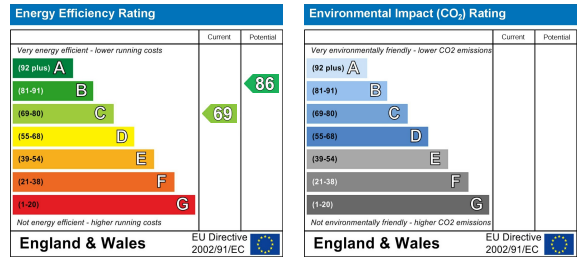 Energy Efficiency Rating
Current Potential
Very energy efficient - lower running costs
(92 plus) A
(81-91) B
(69-80) C
(55-68) D
(39-54) E
(21-38) F
(1-20) G
69
86
Not energy efficient - higher running costs
England & Wales
EU Directive
2002/91/EC
Environmental Impact (CO₂) Rating
Current Potential
Very environmentally friendly - lower CO2 emissions
(92 plus) A
(81-91) B
(69-80) C
(55-68) D
(39-54) E
(21-38) F
(1-20) G
Not environmentally friendly - higher CO2 emissions
England & Wales
EU Directive
2002/91/EC